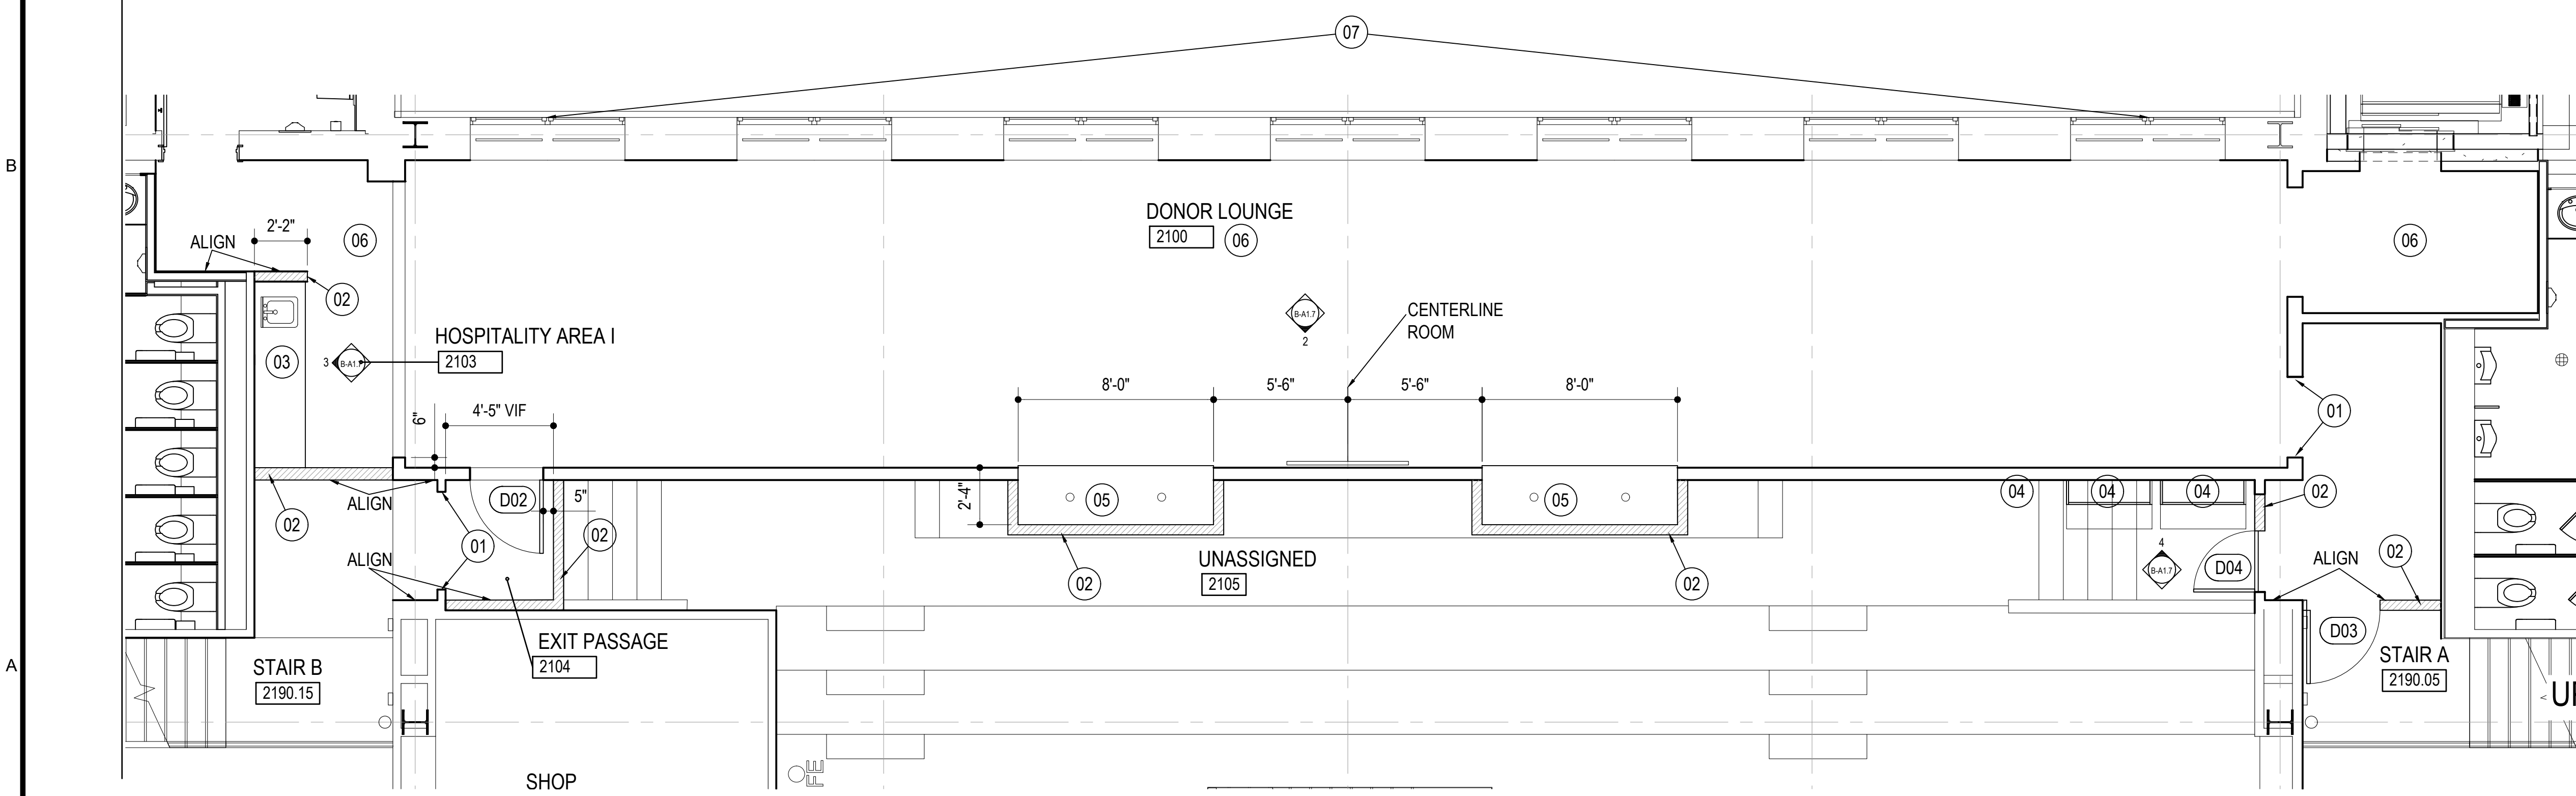 07
B
DONOR LOUNGE
2100
06
2'-2"
ALIGN
06
06
02
CENTERLINE
ROOM
B-A1.7
2
HOSPITALITY AREA I
2103
03
3
8'-0"
5'-6"
5'-6"
8'-0"
01
6"
4'-5" VIF
D02
5"
2'-4"
05
05
04
04
04
02
ALIGN
02
01
02
ALIGN
02
UNASSIGNED
2105
02
4
B-A1.7
D04
ALIGN
02
EXIT PASSAGE
2104
D03
A
STAIR B
2190.15
STAIR A
2190.05
SHOP
FE